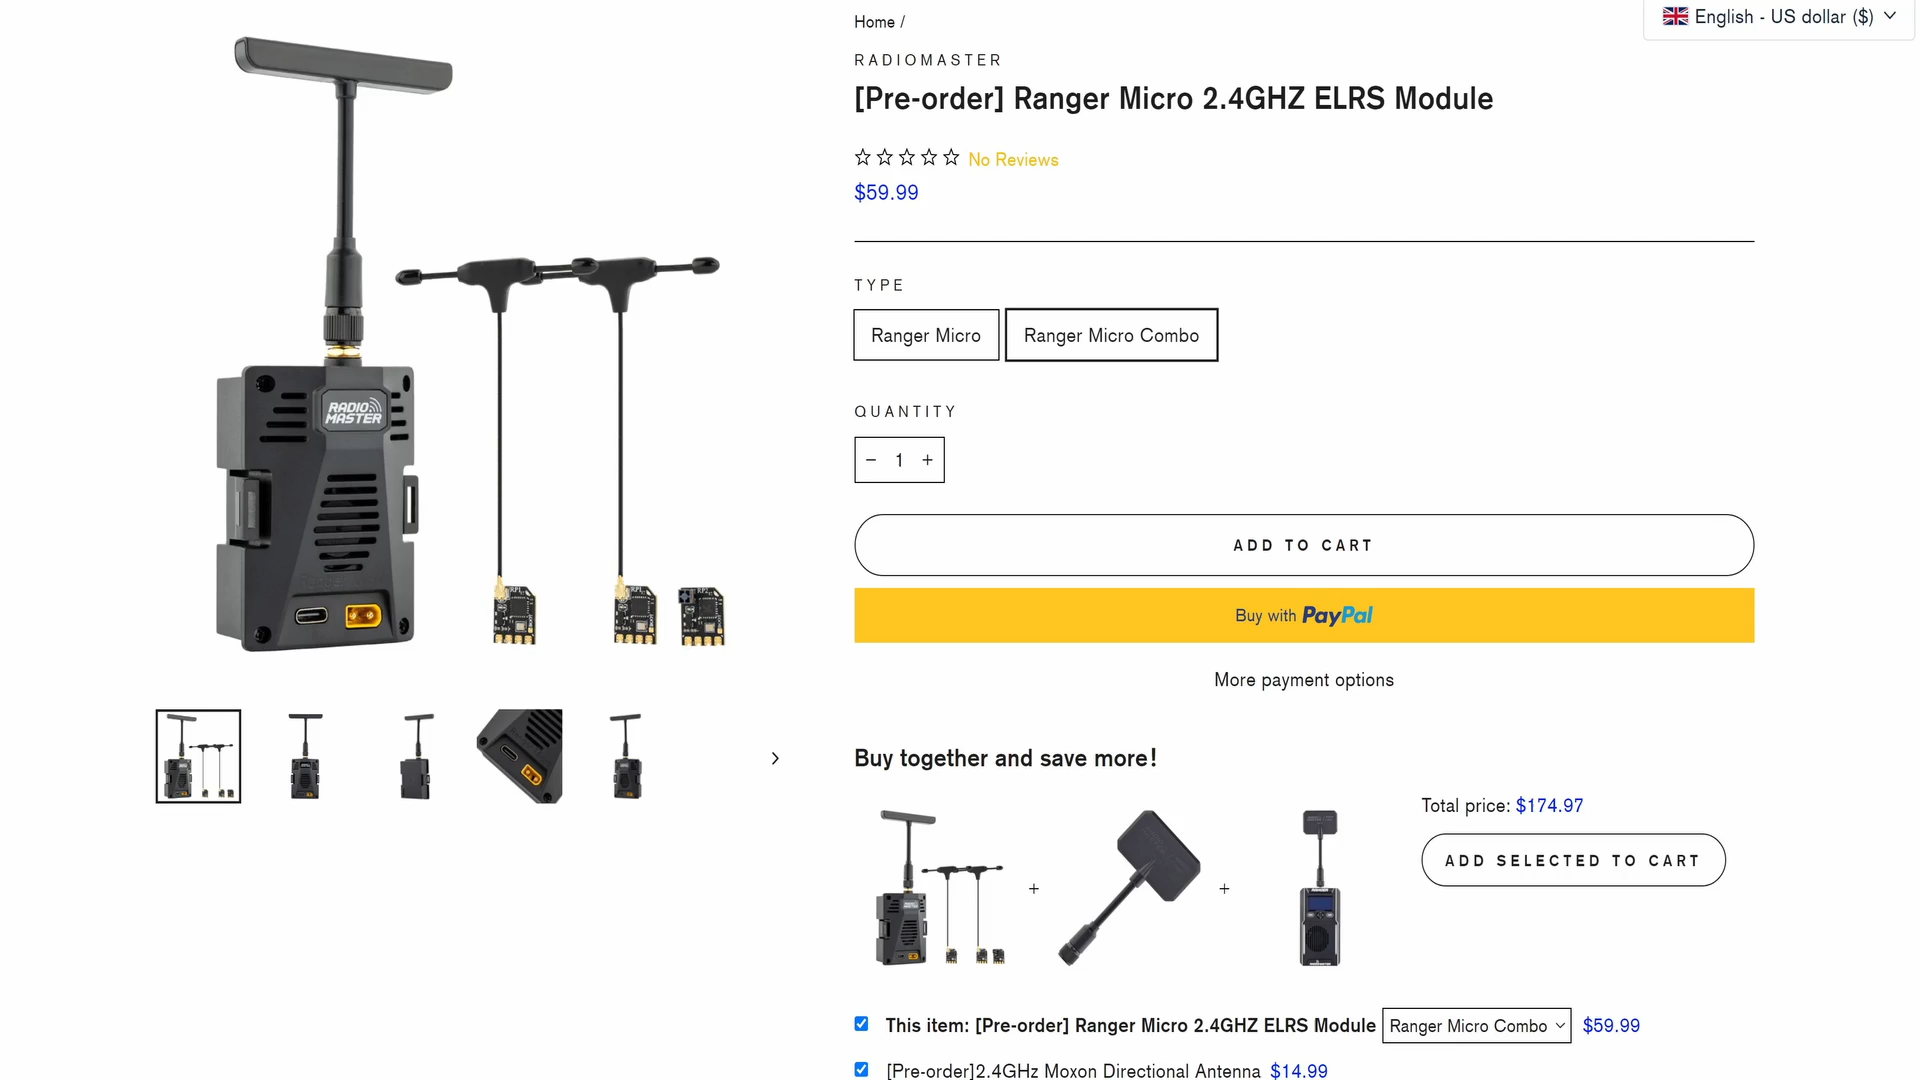 Home /
English - US dollar ($)
RADIOMASTER
[Pre-order] Ranger Micro 2.4GHZ ELRS Module
No Reviews
$59.99
TYPE
Ranger Micro
Ranger Micro Combo
QUANTITY
− 1 +
ADD TO CART
Buy with PayPal
More payment options
RADIO
MASTER
Buy together and save more!
+
+
Total price: $174.97
ADD SELECTED TO CART
This item: [Pre-order] Ranger Micro 2.4GHZ ELRS Module Ranger Micro Combo $59.99
[Pre-order]2.4GHz Moxon Directional Antenna $14.99